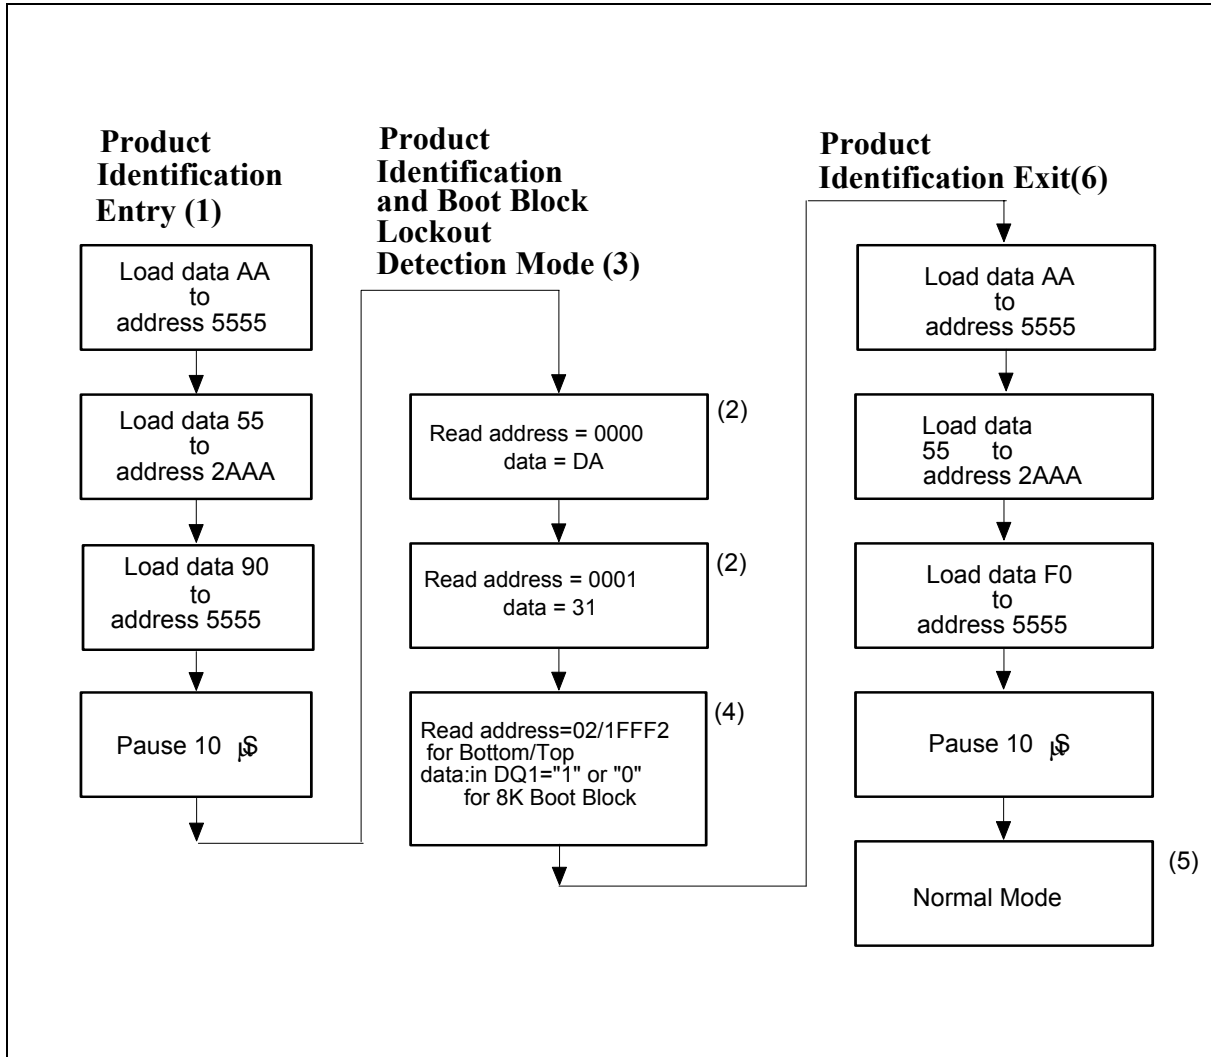 Product
Identification
Entry (1)
Load data AA
to
address 5555
Load data 55
to
address 2AAA
Load data 90
to
address 5555
Pause 10 μS
Product
Identification
and Boot Block
Lockout
Detection Mode (3)
Read address = 0000
data = DA
(2)
Read address = 0001
data = 31
(2)
Read address=02/1FFF2
for Bottom/Top
data:in DQ1="1" or "0"
for 8K Boot Block
(4)
Product
Identification Exit(6)
Load data AA
to
address 5555
Load data
55 to
address 2AAA
Load data F0
to
address 5555
Pause 10 μS
Normal Mode
(5)